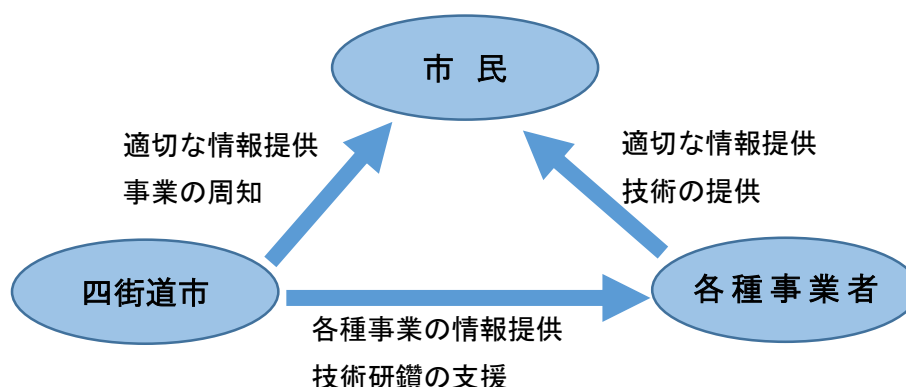 市 民
適切な情報提供
事業の周知
適切な情報提供
技術の提供
四街道市
各種事業者
各種事業の情報提供
技術研鑽の支援